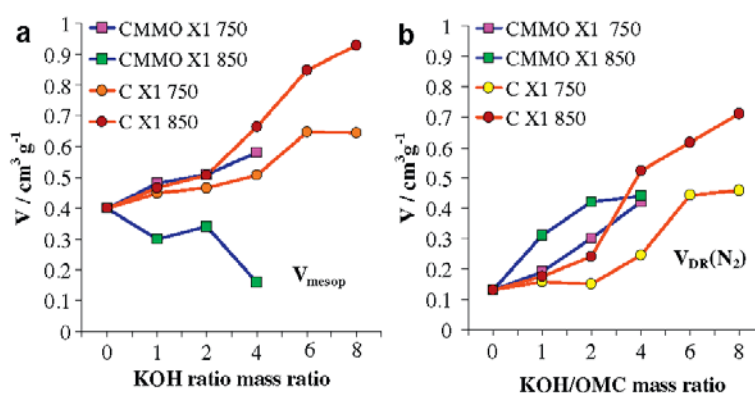 a
CMMO X1 750
CMMO X1 850
C X1 750
C X1 850
V / cm³ g⁻¹
1
0.9
0.8
0.7
0.6
0.5
0.4
0.3
0.2
0.1
0
V_mesop
0 1 2 4 6 8
KOH ratio mass ratio
b
CMMO X1 750
CMMO X1 850
C X1 750
C X1 850
V / cm³ g⁻¹
1
0.9
0.8
0.7
0.6
0.5
0.4
0.3
0.2
0.1
0
V_DR(N₂)
0 1 2 4 6 8
KOH/OMC mass ratio